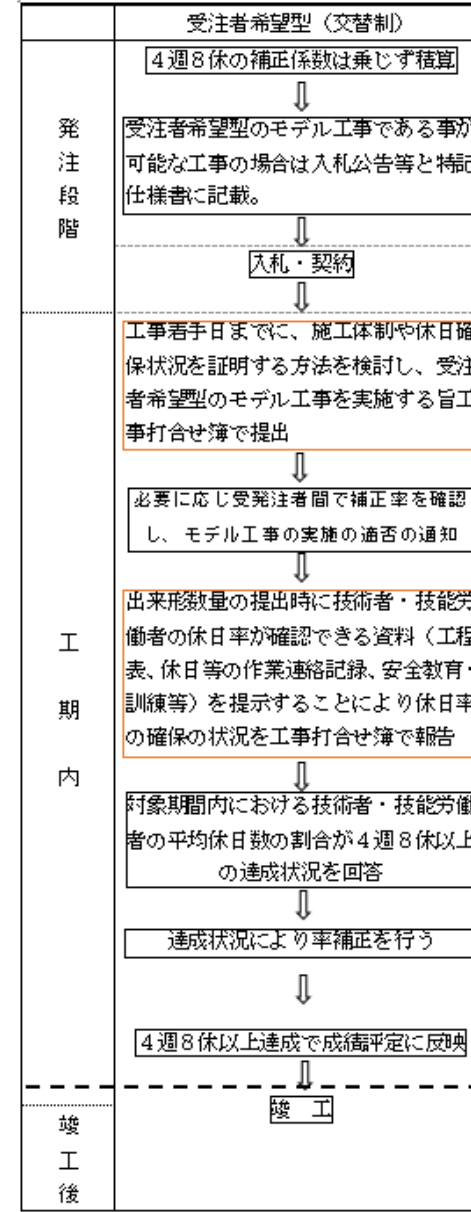 受注者希望型（交替制）
４週８休の補正係数は乗じず積算
発注段階
受注者希望型のモデル工事である事が
可能な工事の場合は入札公告等と特記
仕様書に記載。
入札・契約
工事着手日までに、施工体制や休日確
保状況を証明する方法を検討し、受注
者希望型のモデル工事を実施する旨工
事打合せ簿で提出
必要に応じ受発注者間で補正率を確認
し、モデル工事の実施の適否の通知
工期内
出来形数量の提出時に技術者・技能労
働者の休日率が確認できる資料（工程
表、休日等の作業連絡記録、安全教育・
訓練等）を提示することにより休日率
の確保の状況を工事打合せ簿で報告
対象期間内における技術者・技能労働
者の平均休日数の割合が４週８休以上
の達成状況を回答
達成状況により率補正を行う
４週８休以上達成で成績評定に反映
竣　工
竣工後